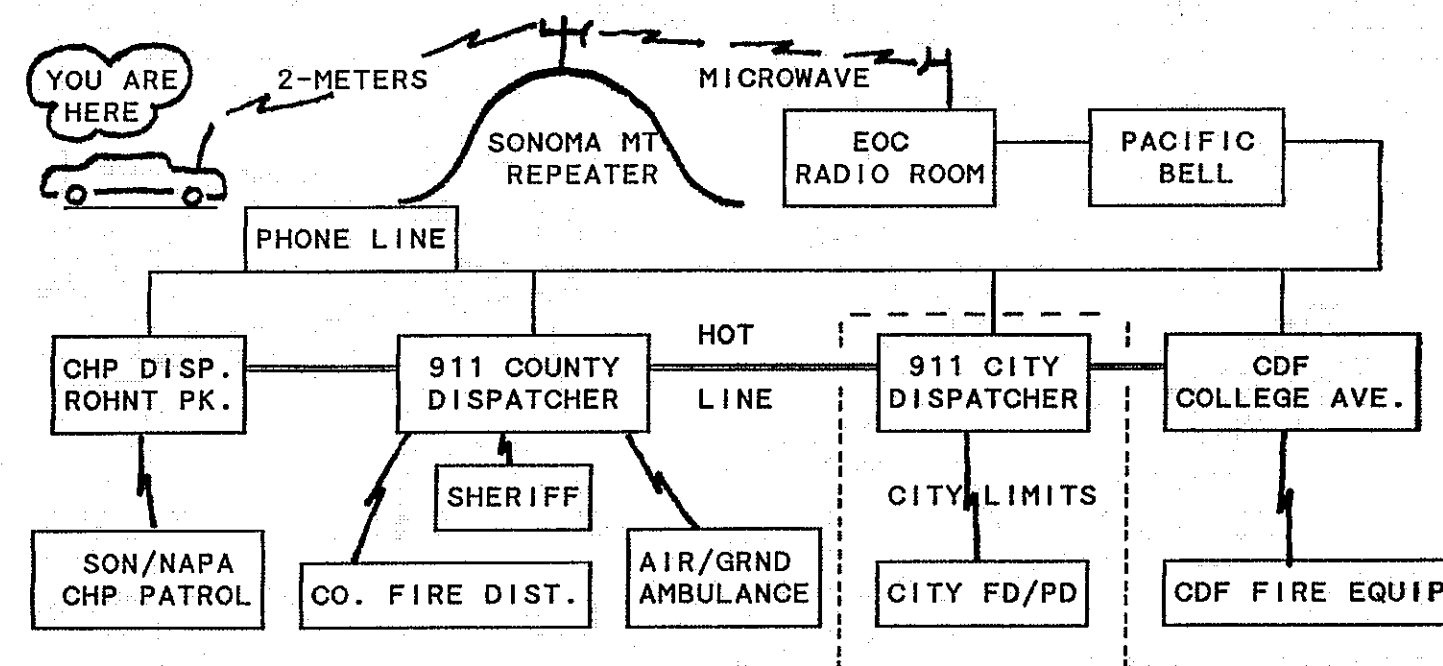 YOU ARE
HERE
2-METERS
MICROWAVE
SONOMA MT
REPEATER
EOC
RADIO ROOM
PACIFIC
BELL
PHONE LINE
CHP DISP.
ROHNT PK.
911 COUNTY
DISPATCHER
HOT
LINE
911 CITY
DISPATCHER
CDF
COLLEGE AVE.
SHERIFF
CITY LIMITS
SON/NAPA
CHP PATROL
CO. FIRE DIST.
AIR/GRND
AMBULANCE
CITY FD/PD
CDF FIRE EQUIP